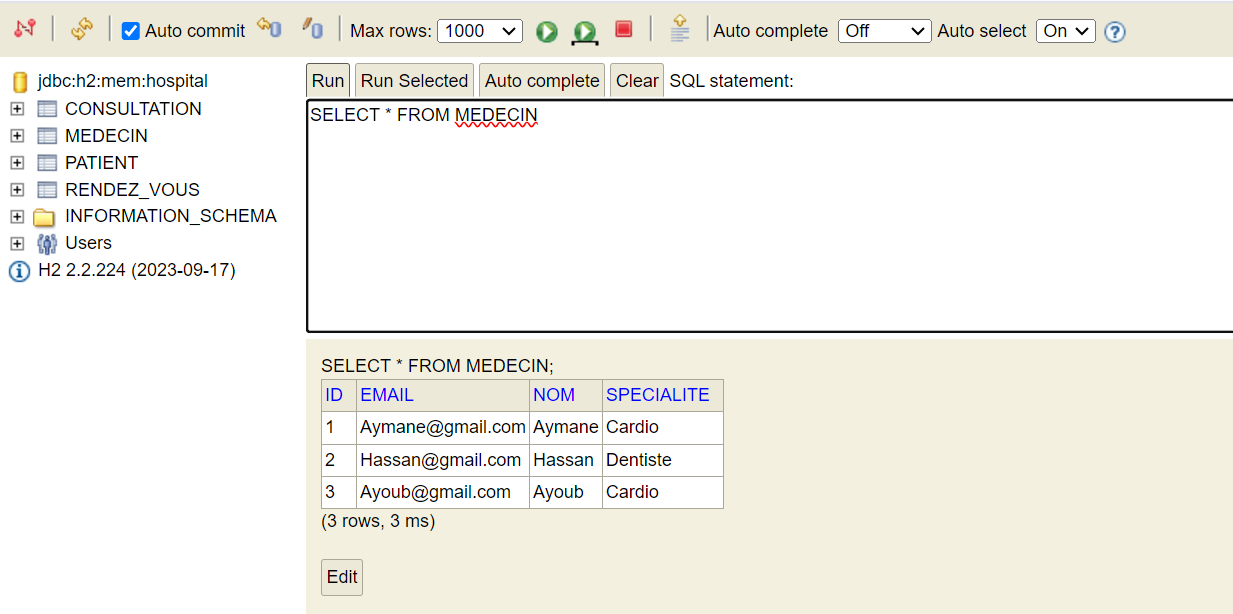 Auto commit Max rows: 1000 Auto complete Off Auto select On
jdbc:h2:mem:hospital
CONSULTATION
MEDECIN
PATIENT
RENDEZ_VOUS
INFORMATION_SCHEMA
Users
H2 2.2.224 (2023-09-17)
Run Run Selected Auto complete Clear SQL statement:
SELECT * FROM MEDECIN
SELECT * FROM MEDECIN;
ID EMAIL NOM SPECIALITE
1 Aymane@gmail.com Aymane Cardio
2 Hassan@gmail.com Hassan Dentiste
3 Ayoub@gmail.com Ayoub Cardio
(3 rows, 3 ms)
Edit